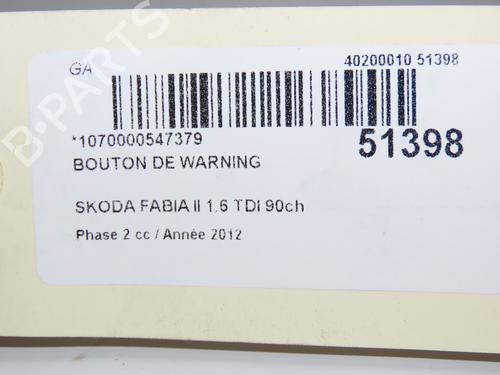 GA
40200010 51398
*1070000547379
51398
BOUTON DE WARNING
SKODA FABIA II 1.6 TDI 90ch
Phase 2 cc / Année 2012
B-PARTS